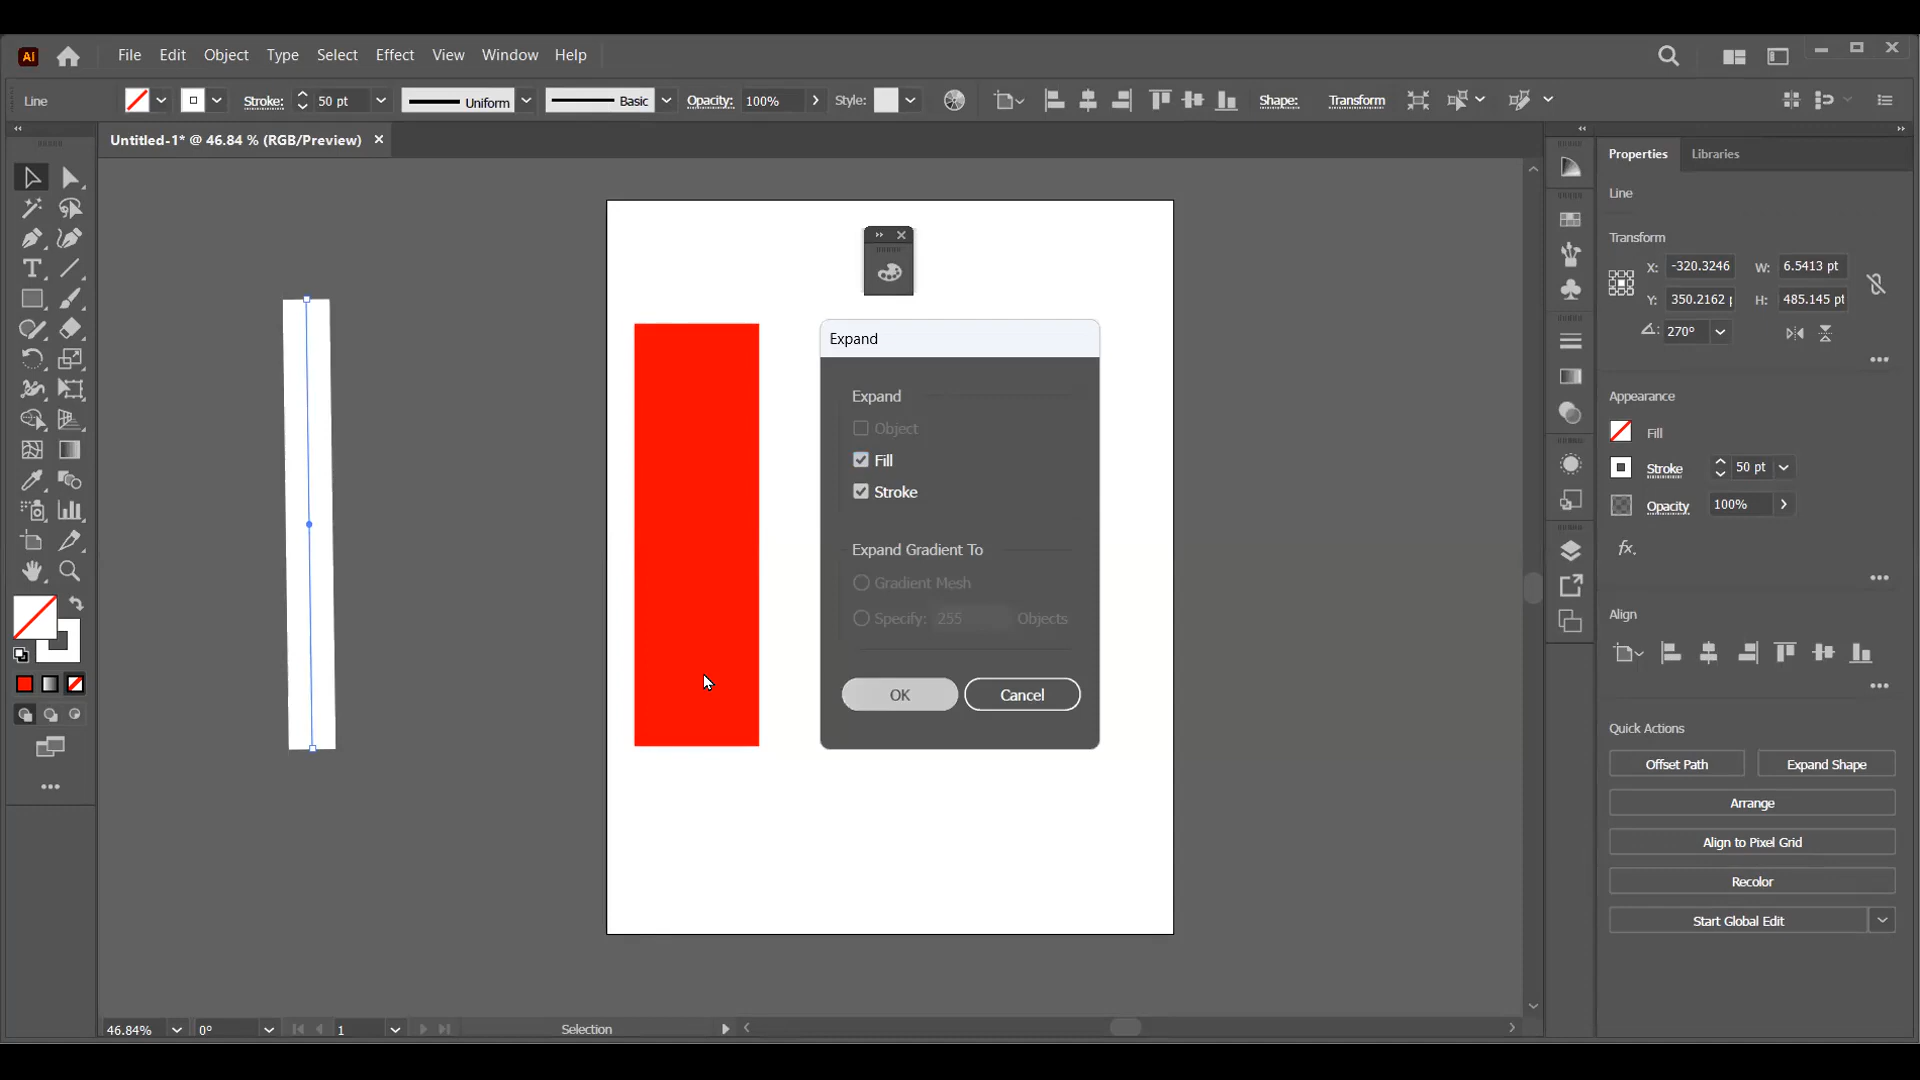 Ai File Edit Object Type Select Effect View Window Help
Line Stroke: 50 pt Uniform Basic Opacity: 100% Style: Shape: Transform
Untitled-1* @ 46.84 % (RGB/Preview)
Properties Libraries
Line
Transform
X: -320.3246 W: 6.5413 pt
Y: 350.2162 H: 485.145 pt
270°
Appearance
Fill
Stroke 50 pt
Opacity 100%
fx.
Align
Quick Actions
Offset Path Expand Shape
Arrange
Align to Pixel Grid
Recolor
Start Global Edit
Expand
Expand
Object
Fill
Stroke
Expand Gradient To
Gradient Mesh
Specify: 255 Objects
OK Cancel
46.84% 0° 1 Selection